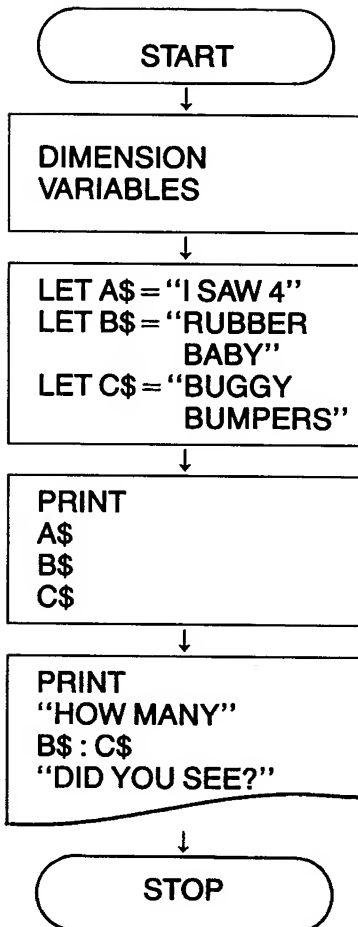 START
DIMENSION
VARIABLES
LET A$ = “I SAW 4”
LET B$ = “RUBBER
BABY”
LET C$ = “BUGGY
BUMPERS”
PRINT
A$
B$
C$
PRINT
“HOW MANY”
B$ : C$
“DID YOU SEE?”
STOP